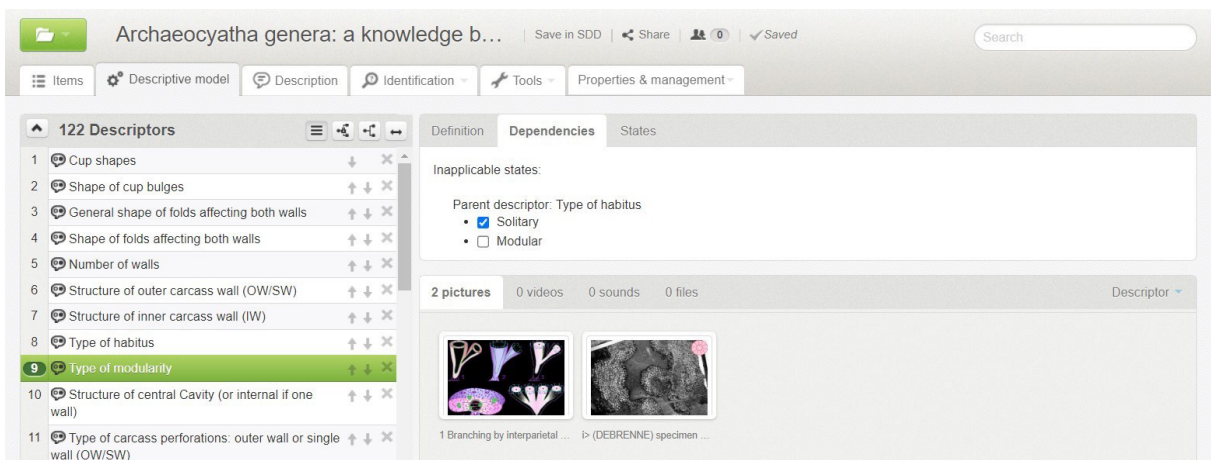 Archaeocyatha genera: a knowledge b...
Save in SDD
Share
0
Saved
Search
Items
Descriptive model
Description
Identification
Tools
Properties & management
122 Descriptors
1 Cup shapes
2 Shape of cup bulges
3 General shape of folds affecting both walls
4 Shape of folds affecting both walls
5 Number of walls
6 Structure of outer carcass wall (OW/SW)
7 Structure of inner carcass wall (IW)
8 Type of habitus
9 Type of modularity
10 Structure of central Cavity (or internal if one
wall)
11 Type of carcass perforations: outer wall or single
wall (OW/SW)
Definition
Dependencies
States
Inapplicable states:
Parent descriptor: Type of habitus
Solitary
Modular
2 pictures
0 videos
0 sounds
0 files
Descriptor
1 Branching by interparietal ...
i> (DEBRENNE) specimen ...